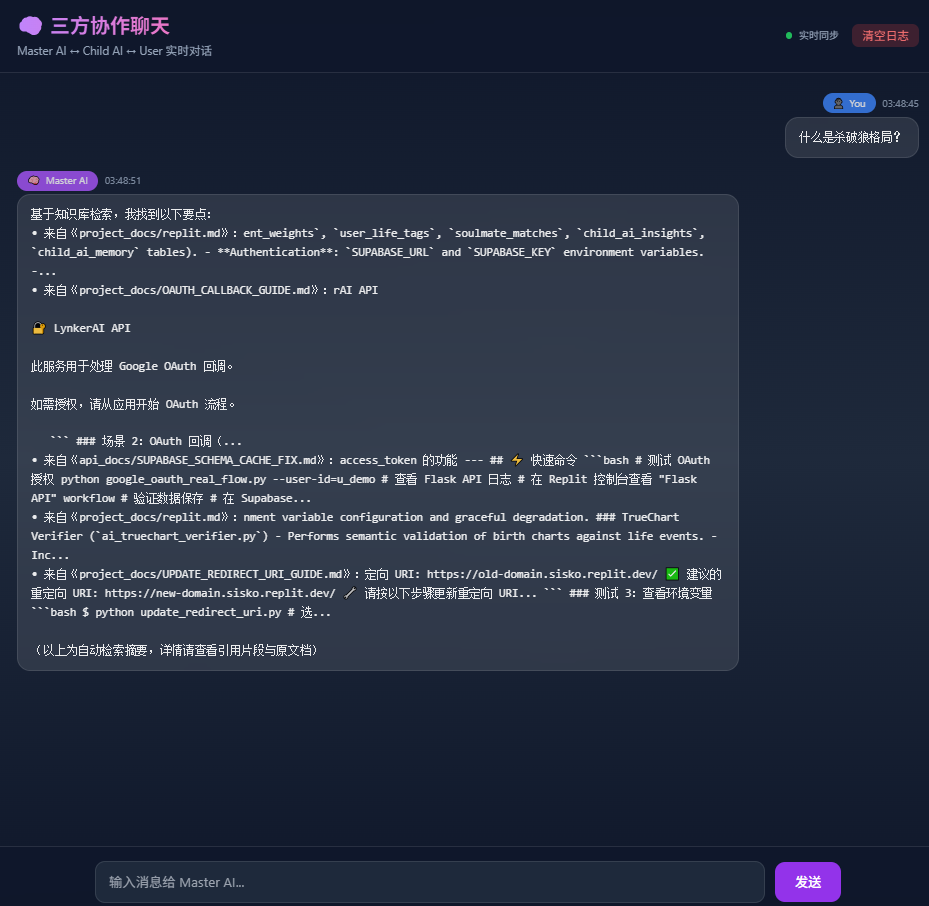 三方协作聊天
Master AI ↔ Child AI ↔ User 实时对话
实时同步
清空日志
You 03:48:45
什么是杀破狼格局?
Master AI 03:48:51
基于知识库检索，我找到以下要点:
• 来自《project_docs/replit.md》: ent_weights`, `user_life_tags`, `soulmate_matches`, `child_ai_insights`,
`child_ai_memory` tables). - **Authentication**: `SUPABASE_URL` and `SUPABASE_KEY` environment variables.
-...
• 来自《project_docs/OAUTH_CALLBACK_GUIDE.md》: rAI API
🔐 LynkerAI API
此服务用于处理 Google OAuth 回调。
如需授权，请从应用开始 OAuth 流程。
``` ### 场景 2: OAuth 回调（...
• 来自《api_docs/SUPABASE_SCHEMA_CACHE_FIX.md》: access_token 的功能 --- ## ⚡ 快速命令 ```bash # 测试 OAuth
授权 python google_oauth_real_flow.py --user-id=u_demo # 查看 Flask API 日志 # 在 Replit 控制台查看 "Flask
API" workflow # 验证数据保存 # 在 Supabase...
• 来自《project_docs/replit.md》: nment variable configuration and graceful degradation. ### TrueChart
Verifier (`ai_truechart_verifier.py`) - Performs semantic validation of birth charts against life events. -
Inc...
• 来自《project_docs/UPDATE_REDIRECT_URI_GUIDE.md》: 定向 URI: https://old-domain.sisko.replit.dev/ ✅ 建议的
重定向 URI: https://new-domain.sisko.replit.dev/ 🔧 请按以下步骤更新重定向 URI... ``` ### 测试 3: 查看环境变量
```bash $ python update_redirect_uri.py # 选...
（以上为自动检索摘要，详情请查看引用片段与原文档）
输入消息给 Master AI...
发送